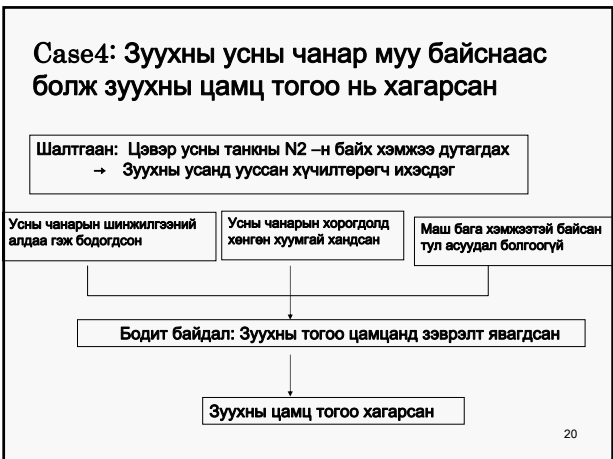 Case4: Зуухны усны чанар муу байснаас
болж зуухны цамц тогоо нь хагарсан
Шалтгаан: Цэвэр усны танкны N2 –н байх хэмжээ дутагдах
→ Зуухны усанд ууссан хүчилтөрөгч ихэсдэг
Усны чанарын шинжилгээний
алдаа гэж бодогдсон
Усны чанарын хорогдолд
хөнгөн хуумгай хандсан
Маш бага хэмжээтэй байсан
тул асуудал болгоогүй
Бодит байдал: Зуухны тогоо цамцанд зэврэлт явагдсан
Зуухны цамц тогоо хагарсан
20